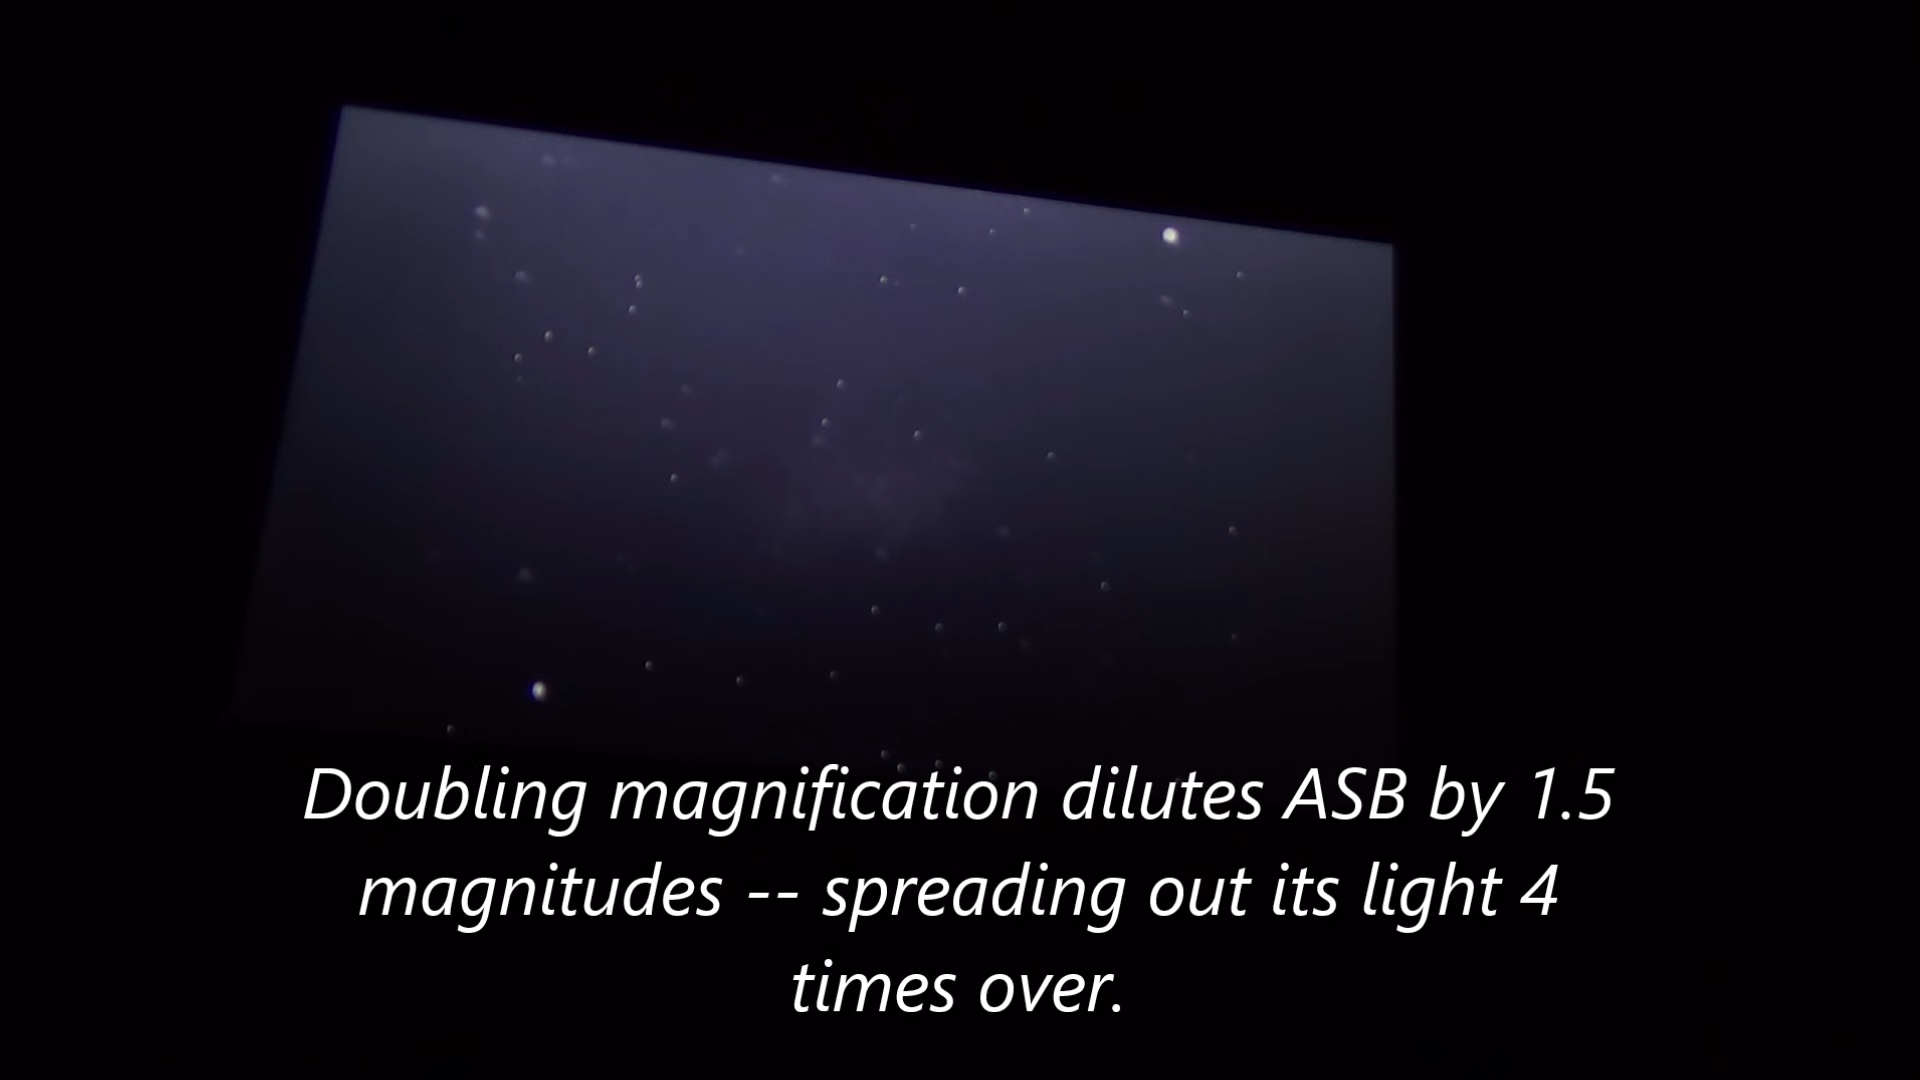 Doubling magnification dilutes ASB by 1.5
magnitudes -- spreading out its light 4
times over.